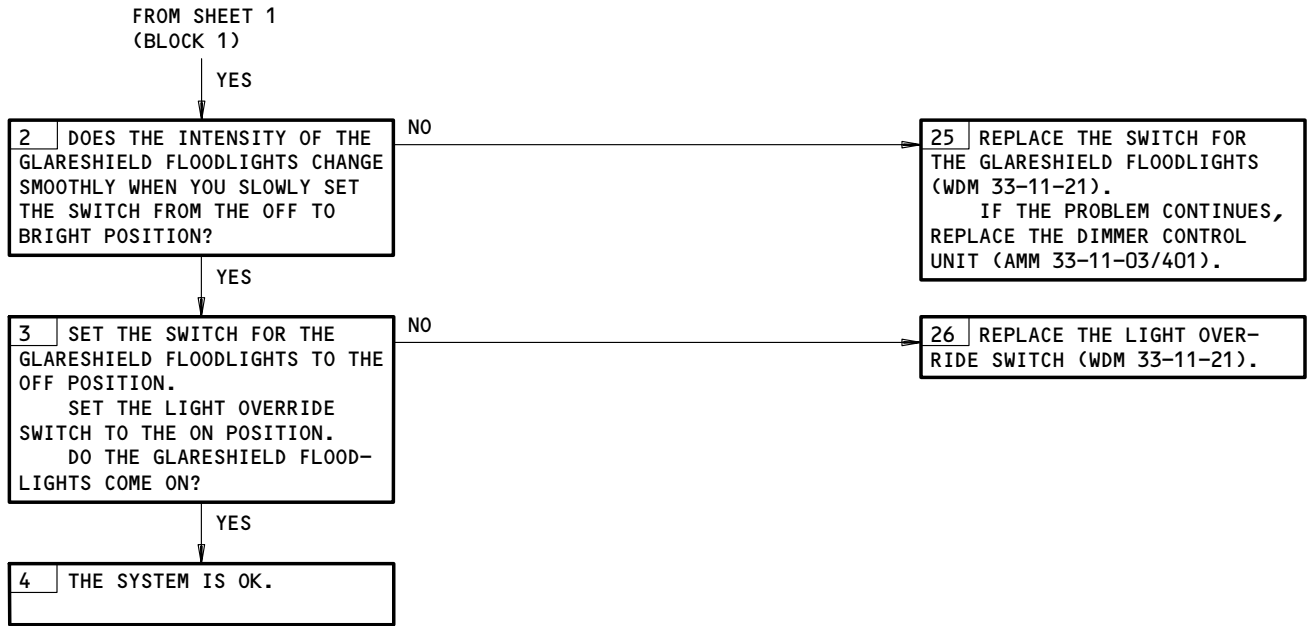 FROM SHEET 1
(BLOCK 1)
YES
2 DOES THE INTENSITY OF THE
GLARESHIELD FLOODLIGHTS CHANGE
SMOOTHLY WHEN YOU SLOWLY SET
THE SWITCH FROM THE OFF TO
BRIGHT POSITION?
NO
25 REPLACE THE SWITCH FOR
THE GLARESHIELD FLOODLIGHTS
(WDM 33-11-21).
IF THE PROBLEM CONTINUES,
REPLACE THE DIMMER CONTROL
UNIT (AMM 33-11-03/401).
YES
3 SET THE SWITCH FOR THE
GLARESHIELD FLOODLIGHTS TO THE
OFF POSITION.
SET THE LIGHT OVERRIDE
SWITCH TO THE ON POSITION.
DO THE GLARESHIELD FLOOD-
LIGHTS COME ON?
NO
26 REPLACE THE LIGHT OVER-
RIDE SWITCH (WDM 33-11-21).
YES
4 THE SYSTEM IS OK.